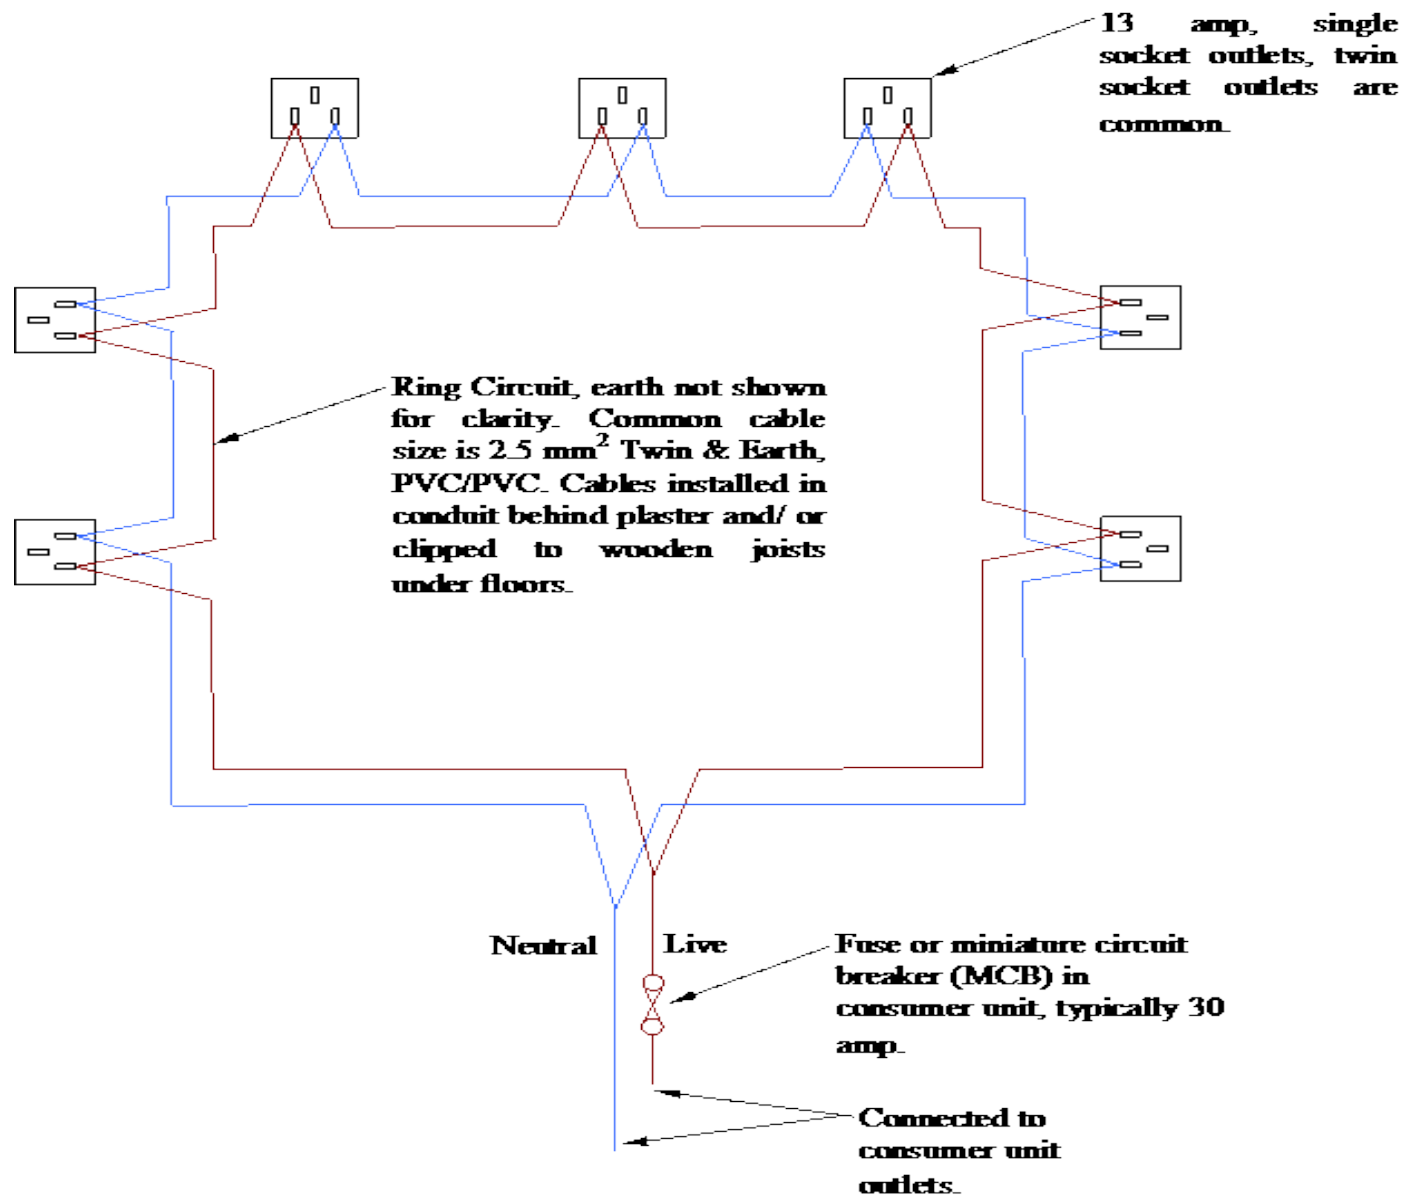 13 amp, single
socket outlets, twin
socket outlets are
common.
Ring Circuit, earth not shown
for clarity. Common cable
size is 2.5 mm² Twin & Earth,
PVC/PVC. Cables installed in
conduit behind plaster and/ or
clipped to wooden joists
under floors.
Neutral
Live
Fuse or miniature circuit
breaker (MCB) in
consumer unit, typically 30
amp.
Connected to
consumer unit
outlets.